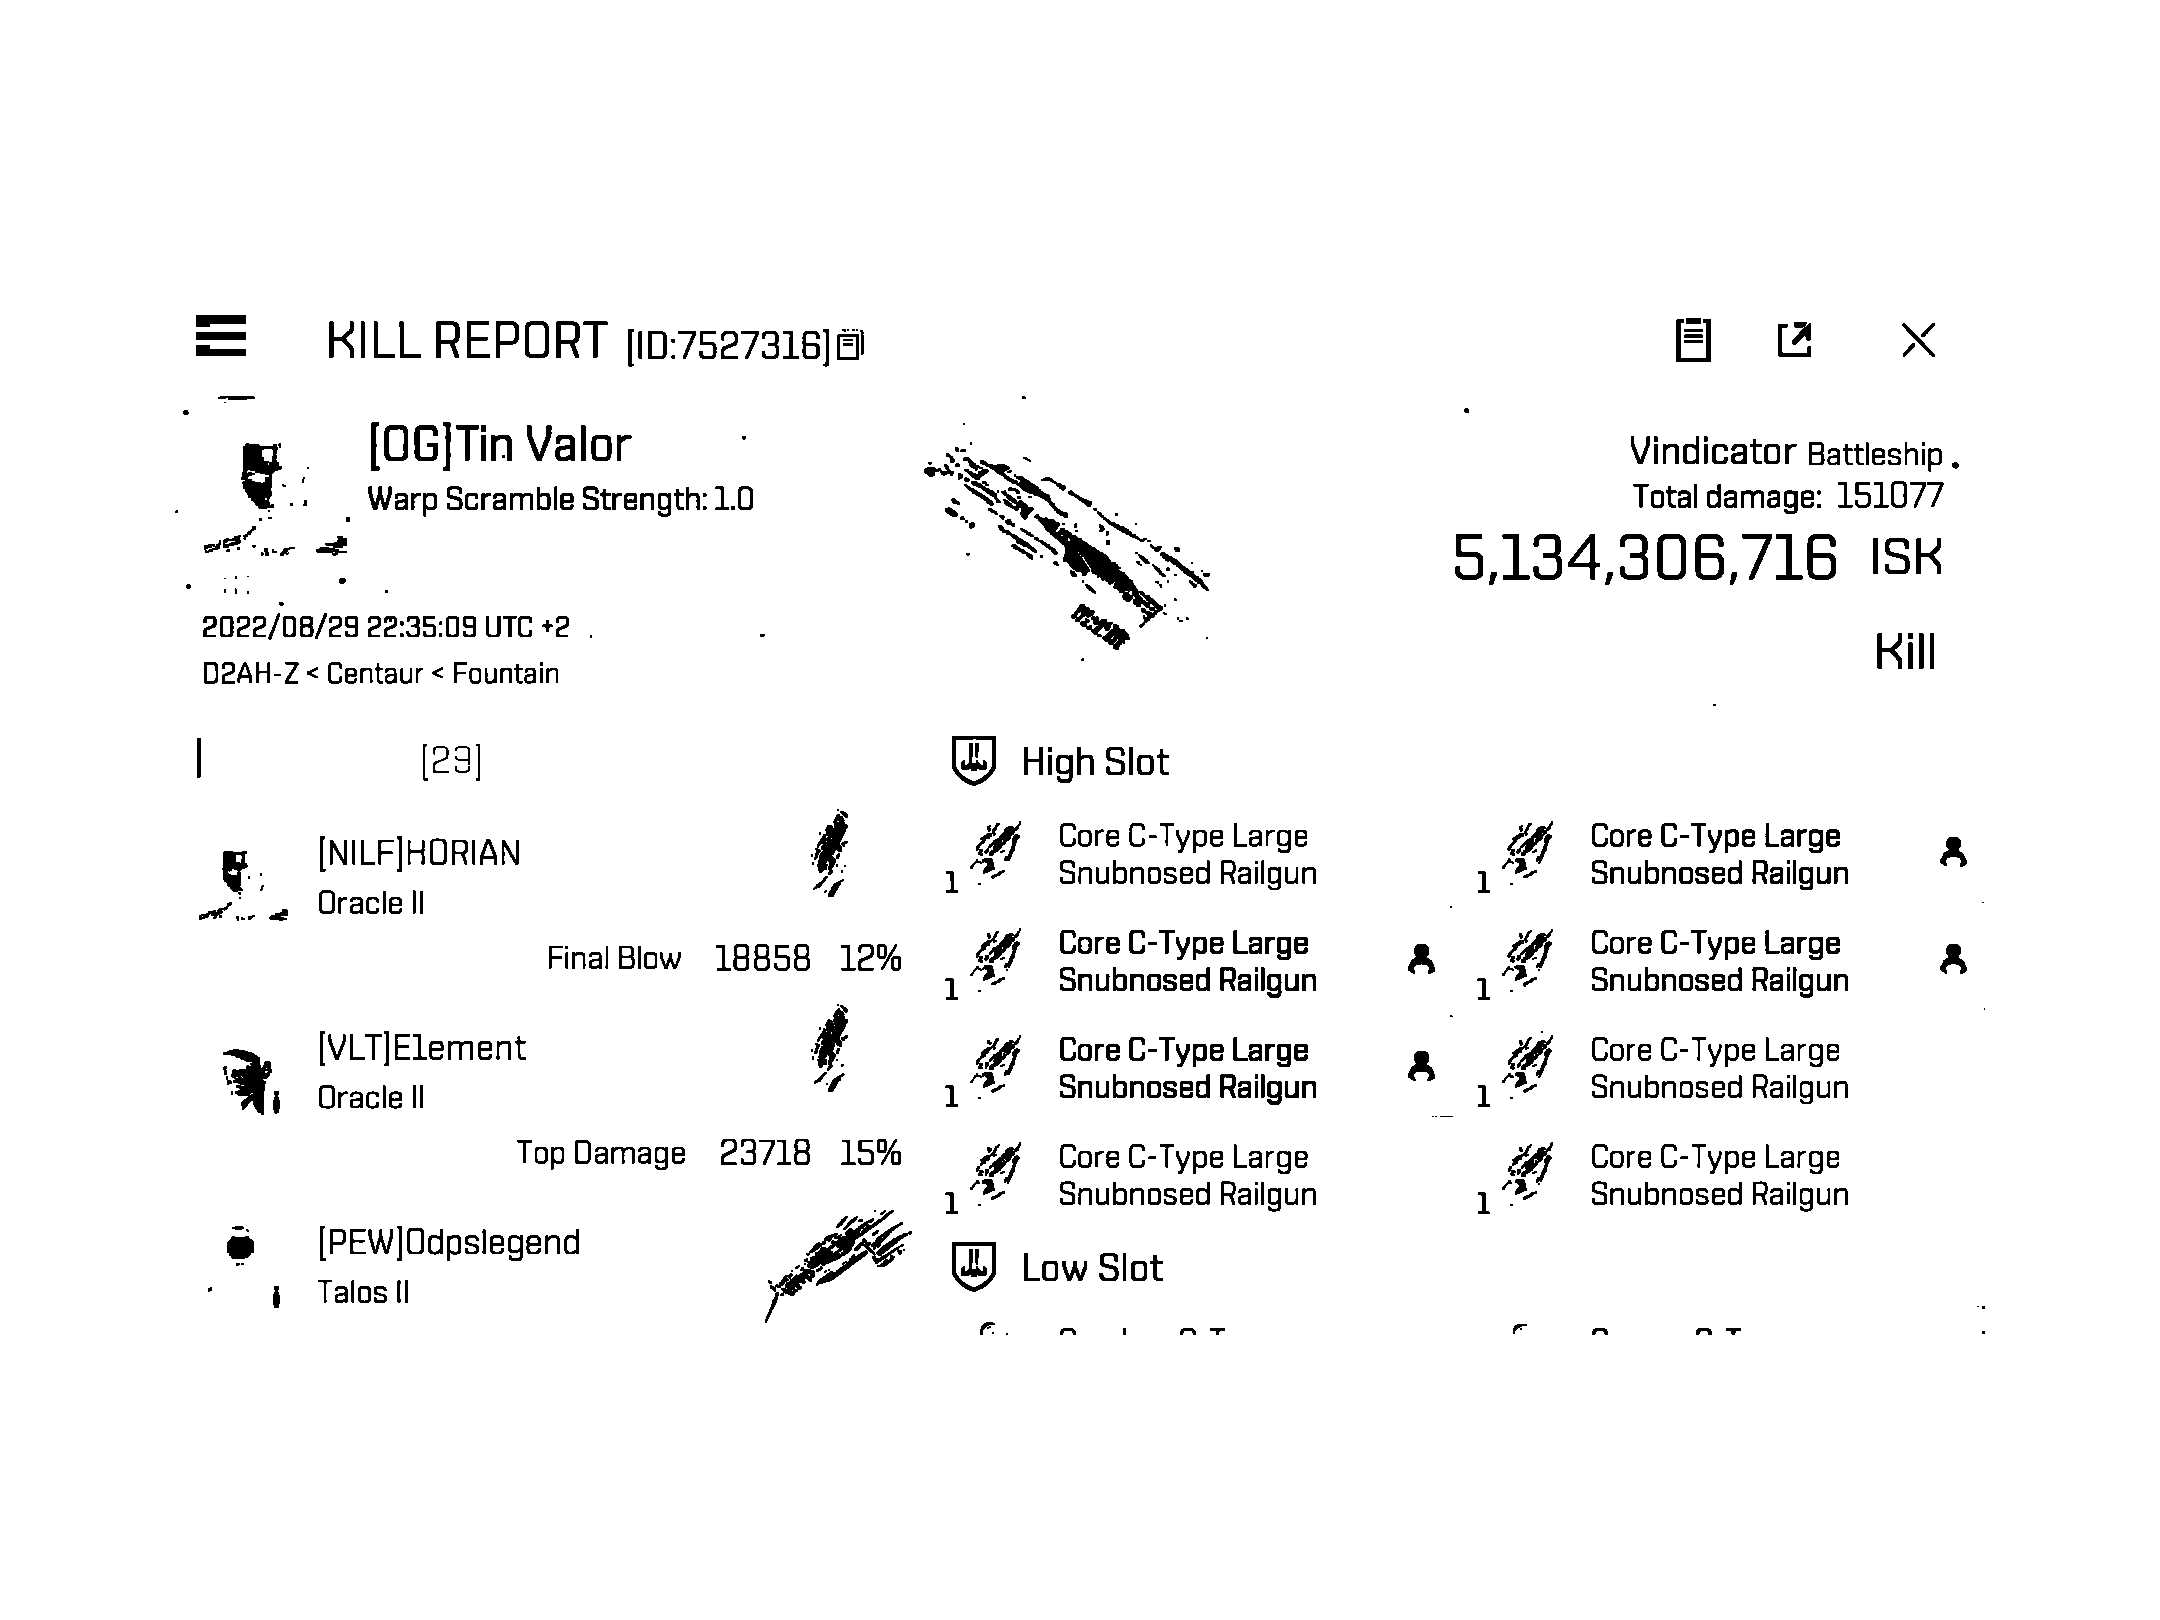 KILL REPORT [ID:7527316]
[OG]Tin Valor
Warp Scramble Strength: 1.0
2022/08/29 22:35:09 UTC +2
D2AH-Z < Centaur < Fountain
Vindicator Battleship
Total damage: 151077
5,134,306,716 ISK
Kill
[29]
[NILF]HORIAN
Oracle II
Final Blow 18858 12%
[VLT]Element
Oracle II
Top Damage 23718 15%
[PEW]Odpslegend
Talos II
High Slot
1 Core C-Type Large
Snubnosed Railgun
1 Core C-Type Large
Snubnosed Railgun
1 Core C-Type Large
Snubnosed Railgun
1 Core C-Type Large
Snubnosed Railgun
1 Core C-Type Large
Snubnosed Railgun
1 Core C-Type Large
Snubnosed Railgun
1 Core C-Type Large
Snubnosed Railgun
1 Core C-Type Large
Snubnosed Railgun
Low Slot